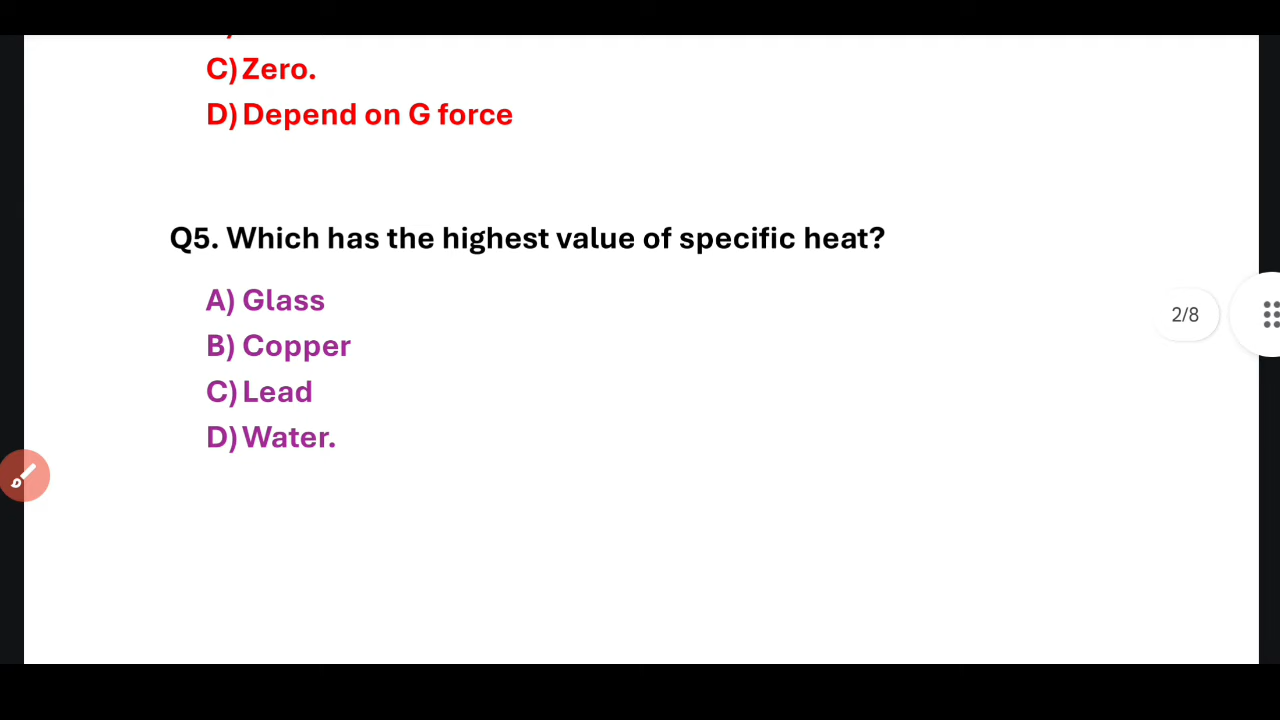 C) Zero.
D) Depend on G force
Q5. Which has the highest value of specific heat?
A) Glass
B) Copper
C) Lead
D) Water.
2/8